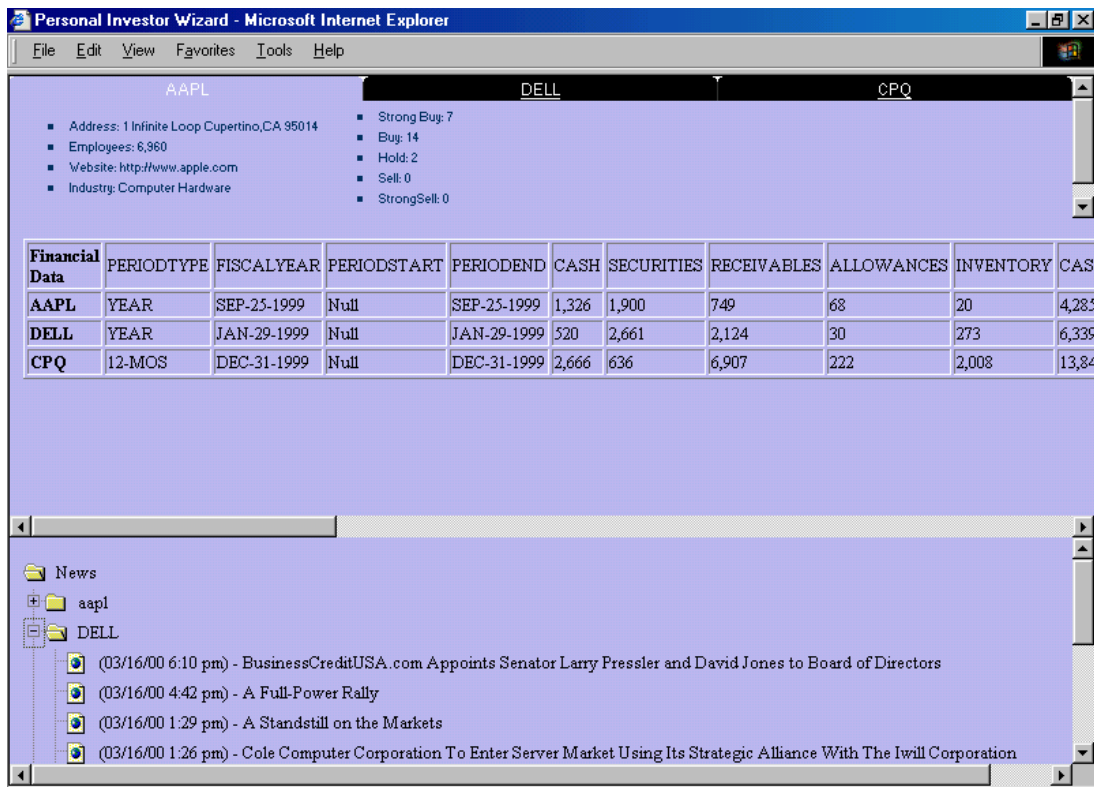 Personal Investor Wizard - Microsoft Internet Explorer
File Edit View Favorites Tools Help
AAPL DELL CPQ
Address: 1 Infinite Loop Cupertino,CA 95014
Employees: 6,960
Website: http://www.apple.com
Industry: Computer Hardware
Strong Buy: 7
Buy: 14
Hold: 2
Sell: 0
StrongSell: 0
Financial Data PERIODTYPE FISCALYEAR PERIODSTART PERIODEND CASH SECURITIES RECEIVABLES ALLOWANCES INVENTORY CAS
AAPL YEAR SEP-25-1999 Null SEP-25-1999 1,326 1,900 749 68 20 4,285
DELL YEAR JAN-29-1999 Null JAN-29-1999 520 2,661 2,124 30 273 6,339
CPQ 12-MOS DEC-31-1999 Null DEC-31-1999 2,666 636 6,907 222 2,008 13,84
News
aapl
DELL
(03/16/00 6:10 pm) - BusinessCreditUSA.com Appoints Senator Larry Pressler and David Jones to Board of Directors
(03/16/00 4:42 pm) - A Full-Power Rally
(03/16/00 1:29 pm) - A Standstill on the Markets
(03/16/00 1:26 pm) - Cole Computer Corporation To Enter Server Market Using Its Strategic Alliance With The Iwill Corporation